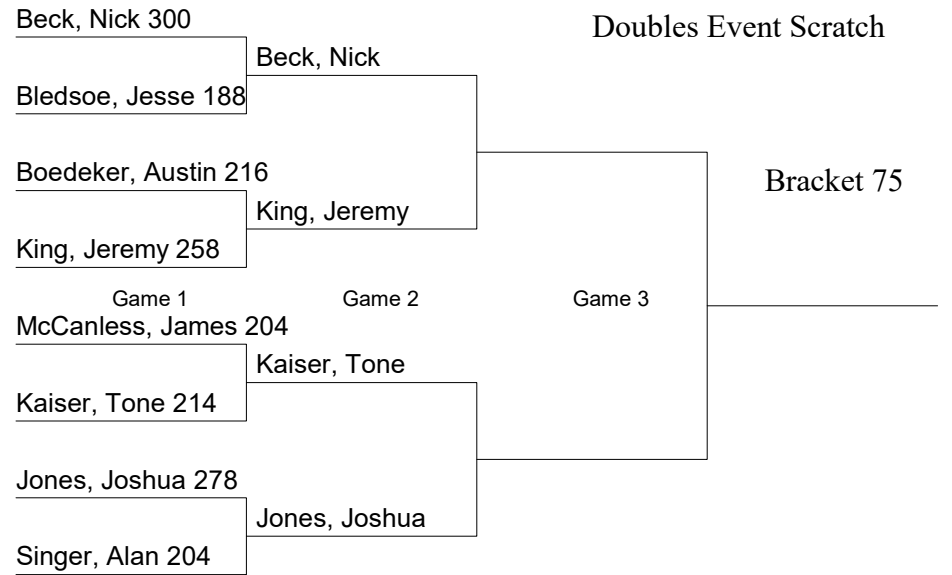 Beck, Nick 300
Doubles Event Scratch
Beck, Nick
Bledsoe, Jesse 188
Boedeker, Austin 216
Bracket 75
King, Jeremy
King, Jeremy 258
Game 1
Game 2
Game 3
McCanless, James 204
Kaiser, Tone
Kaiser, Tone 214
Jones, Joshua 278
Jones, Joshua
Singer, Alan 204